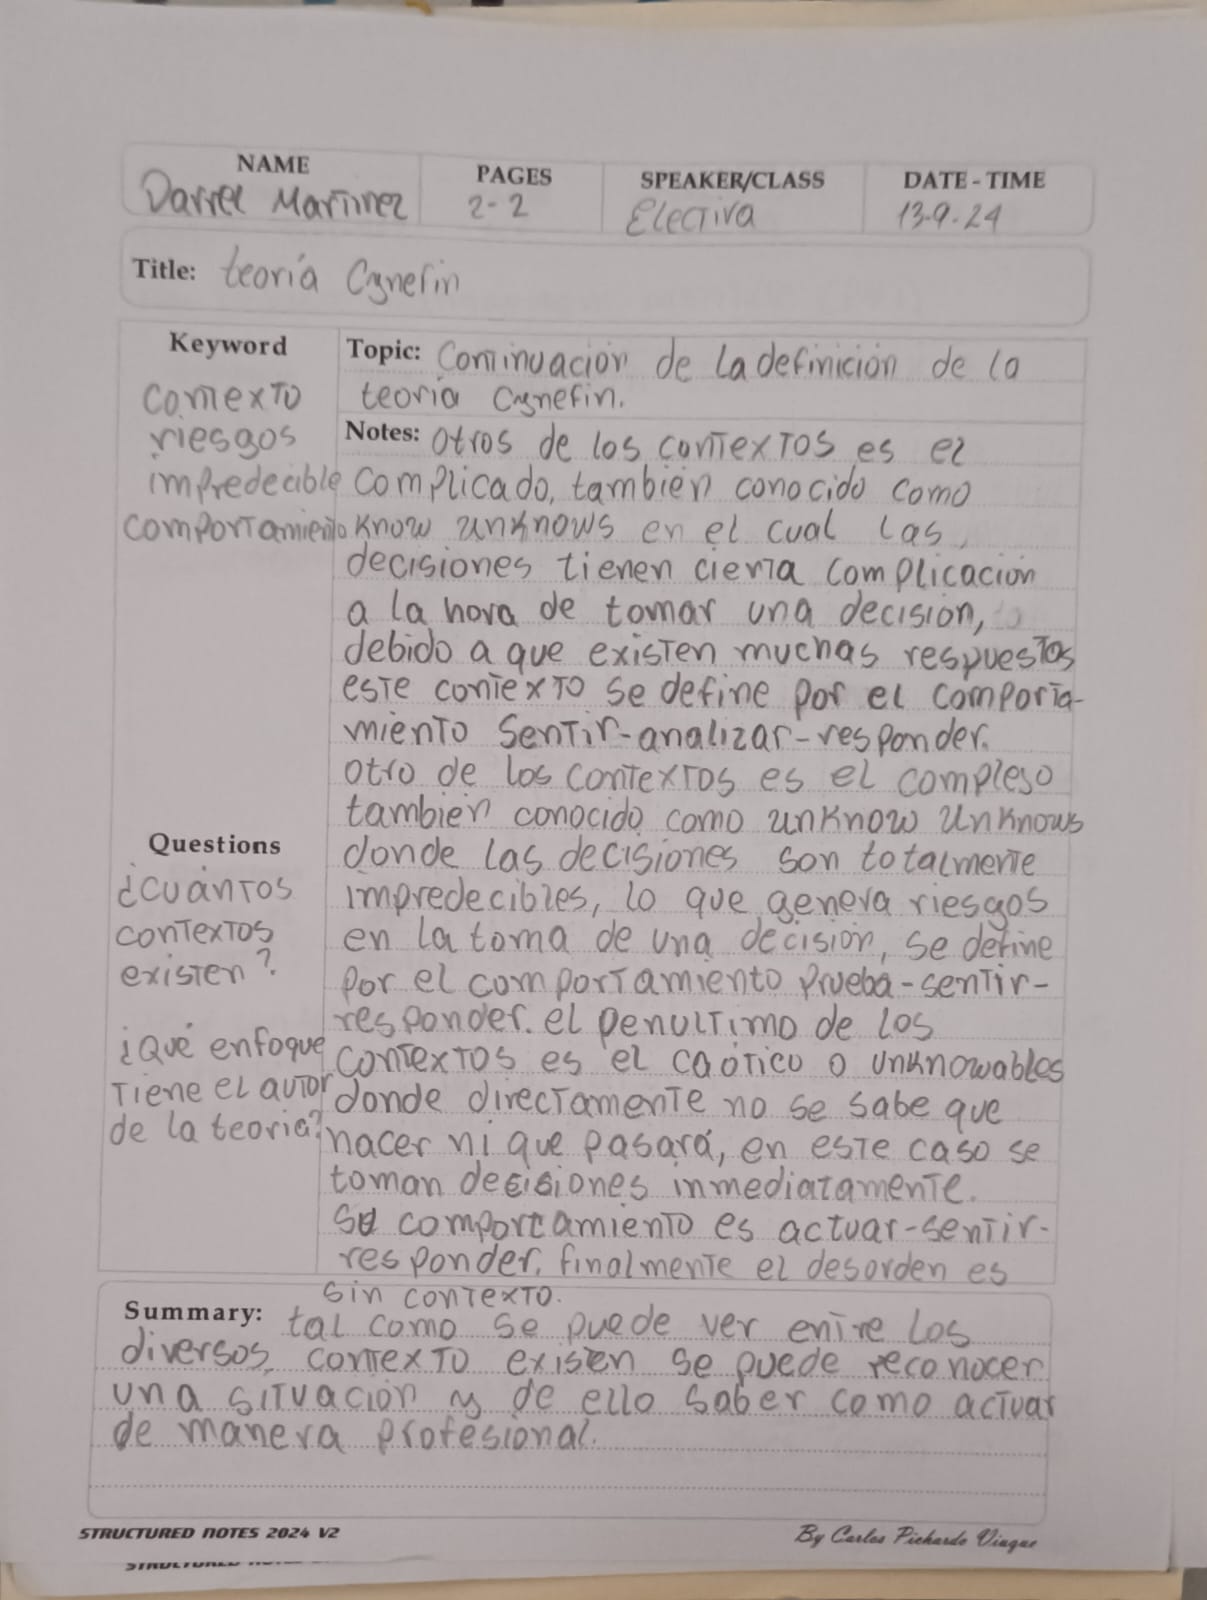 NAME
Darrel Martinez
PAGES
2-2
SPEAKER/CLASS
Electiva
DATE - TIME
13-9-24
Title: teoría Cynefin
Keyword
contexto
riesgos
impredecible
comportamiento
Questions
¿cuántos
contextos
existen?
¿Qué enfoque
tiene el autor
de la teoria?
Topic: Continuación de la definición de la
teoría Cynefin.
Notes: otros de los contextos es el
complicado, también conocido como
know unknows en el cual las
decisiones tienen cierta complicación
a la hora de tomar una decisión,
debido a que existen muchas respuestas
este contexto se define por el comporta-
miento sentir-analizar-responder.
otro de los contextos es el compleso
también conocido como unknow unknows
donde las decisiones son totalmente
impredecibles, lo que genera riesgos
en la toma de una decisión, se define
por el comportamiento prueba-sentir-
responder. el penultimo de los
contextos es el caótico o unknowables
donde directamente no se sabe que
hacer ni que pasará, en este caso se
toman decisiones inmediatamente.
su comportamiento es actuar-sentir-
responder. finalmente el desorden es
sin contexto.
Summary: tal como se puede ver entre los
diversos contexto existen se puede reconocer
una situación y de ello saber como actuar
de manera profesional.
STRUCTURED NOTES 2024 V2
By Carlos Pichardo Viuque